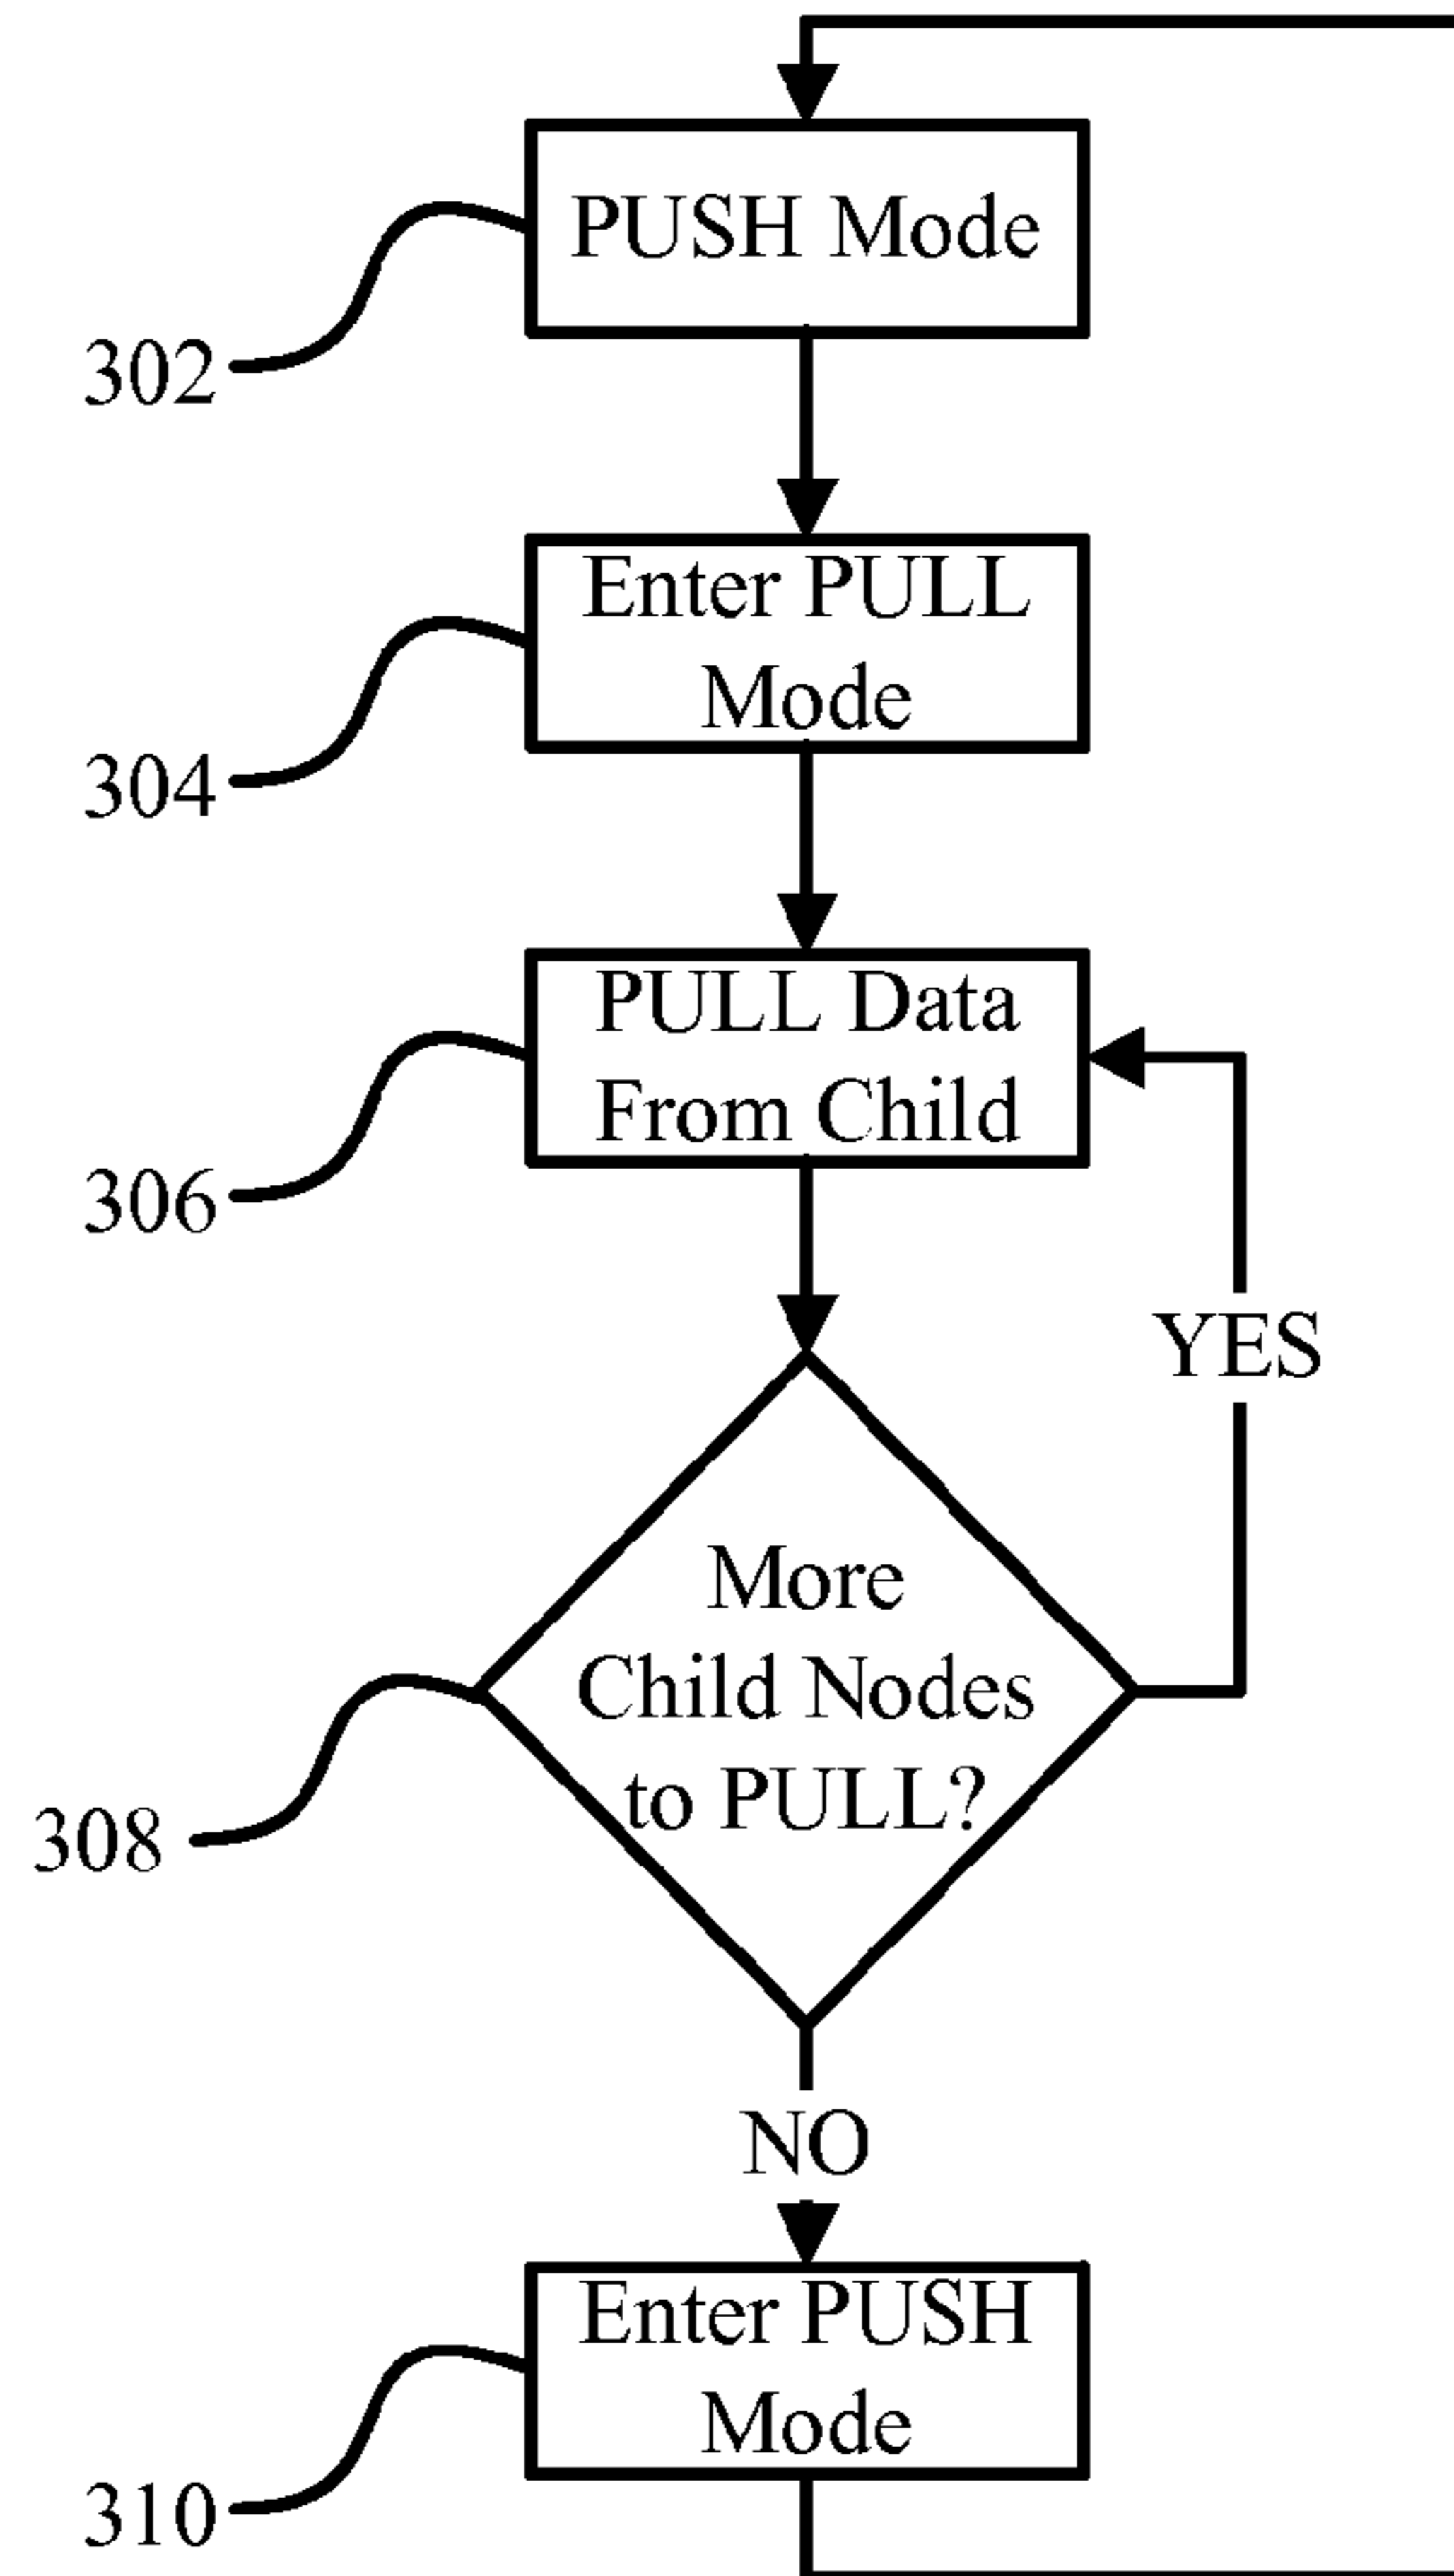 PUSH Mode
302
Enter PULL
Mode
304
PULL Data
From Child
306
YES
More
Child Nodes
to PULL?
308
NO
Enter PUSH
Mode
310